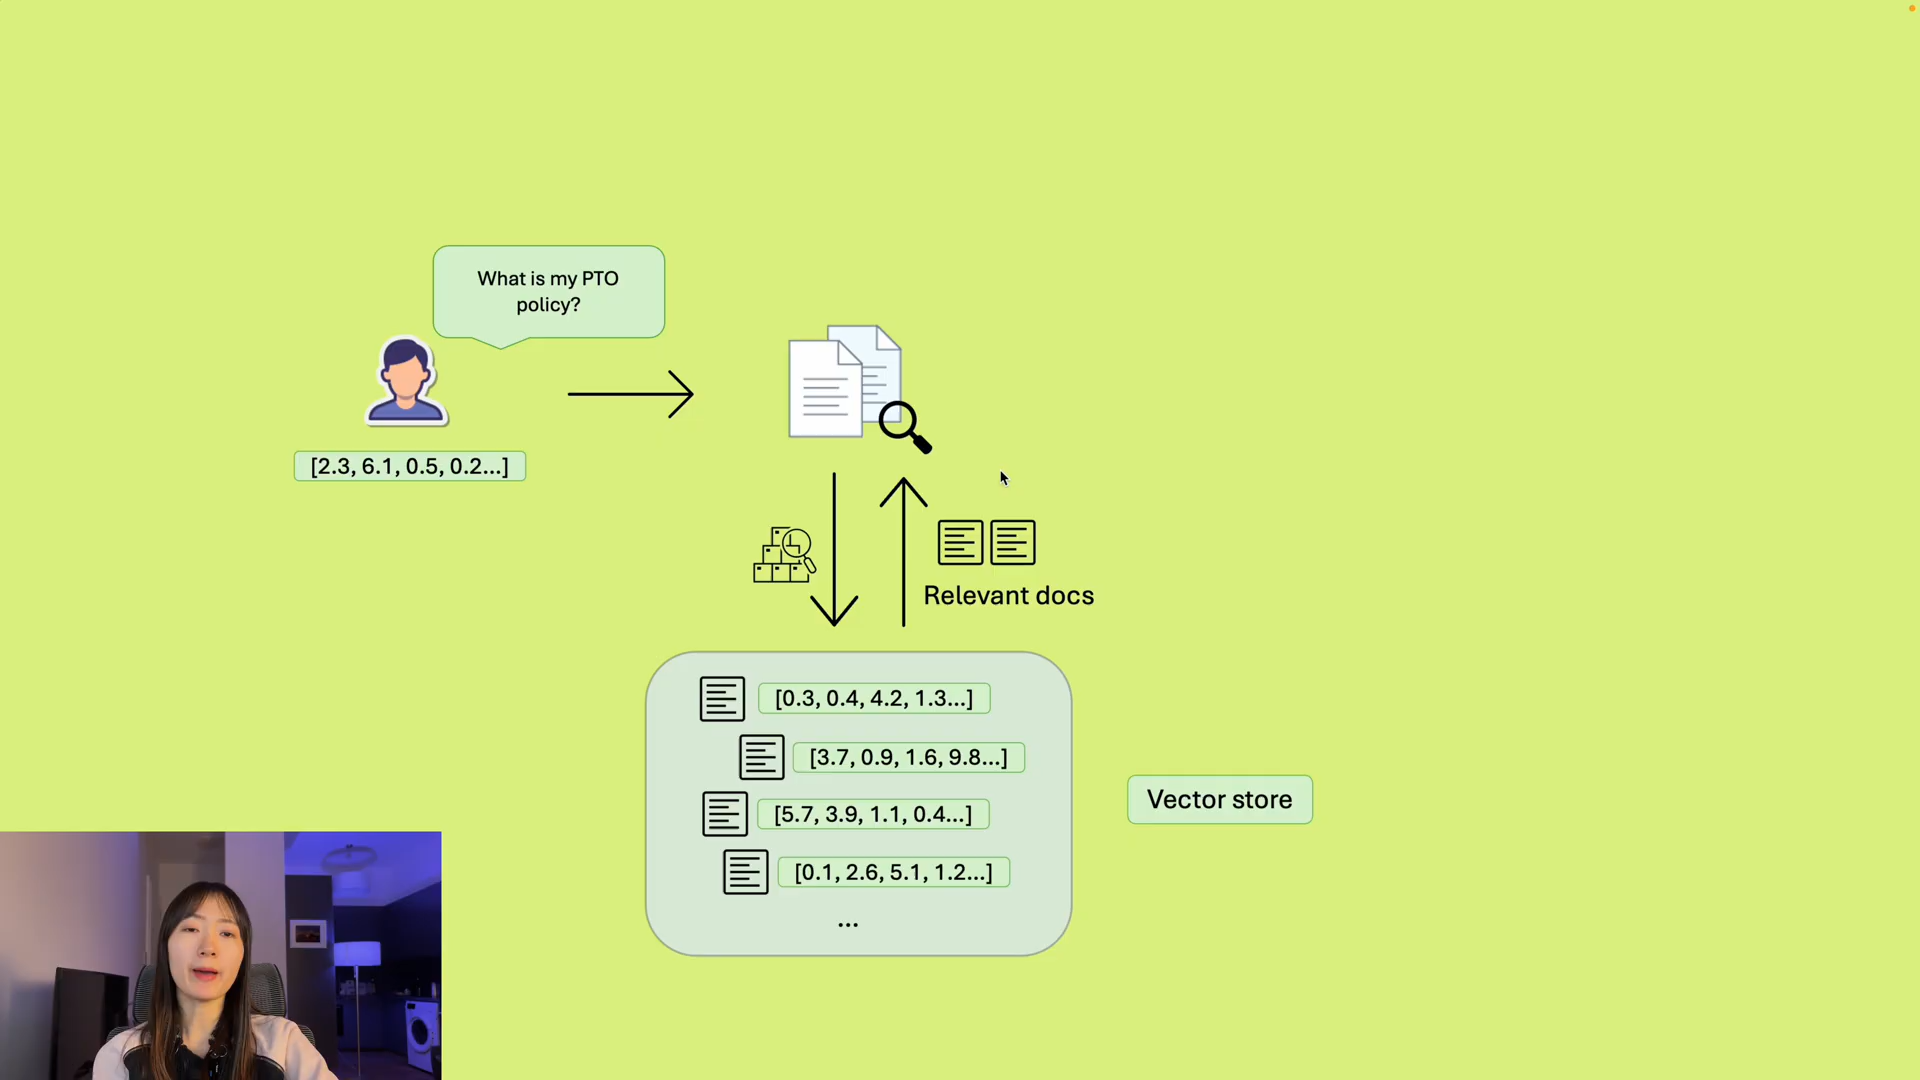 What is my PTO
policy?
[2.3, 6.1, 0.5, 0.2...]
Relevant docs
[0.3, 0.4, 4.2, 1.3...]
[3.7, 0.9, 1.6, 9.8...]
[5.7, 3.9, 1.1, 0.4...]
[0.1, 2.6, 5.1, 1.2...]
...
Vector store